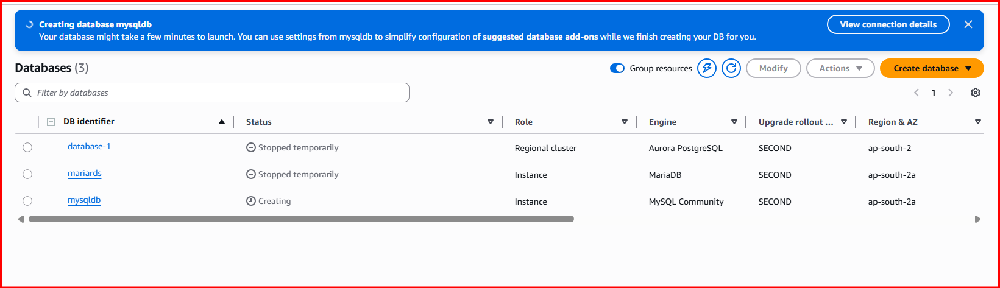 Creating database mysqldb
Your database might take a few minutes to launch. You can use settings from mysqldb to simplify configuration of suggested database add-ons while we finish creating your DB for you.
View connection details
Databases (3)
Group resources
Modify
Actions
Create database
Filter by databases
1
DB identifier Status Role Engine Upgrade rollout ... Region & AZ
database-1 Stopped temporarily Regional cluster Aurora PostgreSQL SECOND ap-south-2
mariards Stopped temporarily Instance MariaDB SECOND ap-south-2a
mysqldb Creating Instance MySQL Community SECOND ap-south-2a